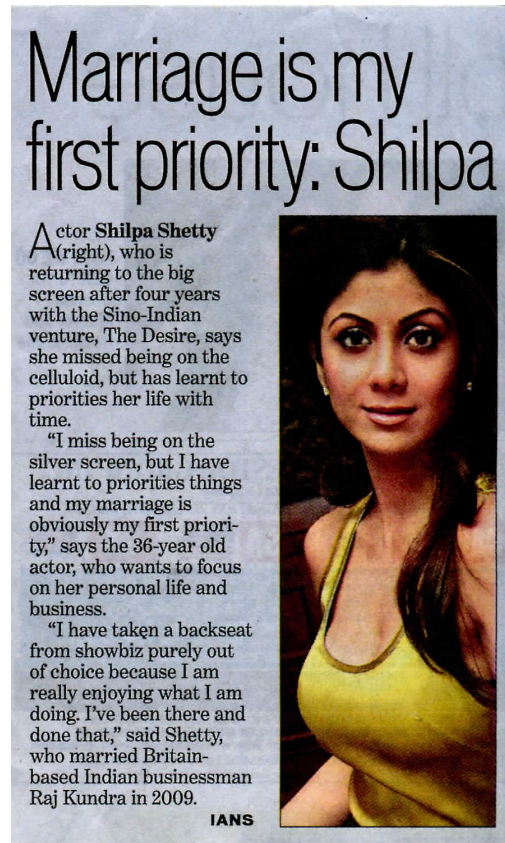 Marriage is my
first priority: Shilpa
Actor Shilpa Shetty
(right), who is
returning to the big
screen after four years
with the Sino-Indian
venture, The Desire, says
she missed being on the
celluloid, but has learnt to
priorities her life with
time.
“I miss being on the
silver screen, but I have
learnt to priorities things
and my marriage is
obviously my first priori-
ty,” says the 36-year old
actor, who wants to focus
on her personal life and
business.
“I have taken a backseat
from showbiz purely out
of choice because I am
really enjoying what I am
doing. I’ve been there and
done that,” said Shetty,
who married Britain-
based Indian businessman
Raj Kundra in 2009.
IANS